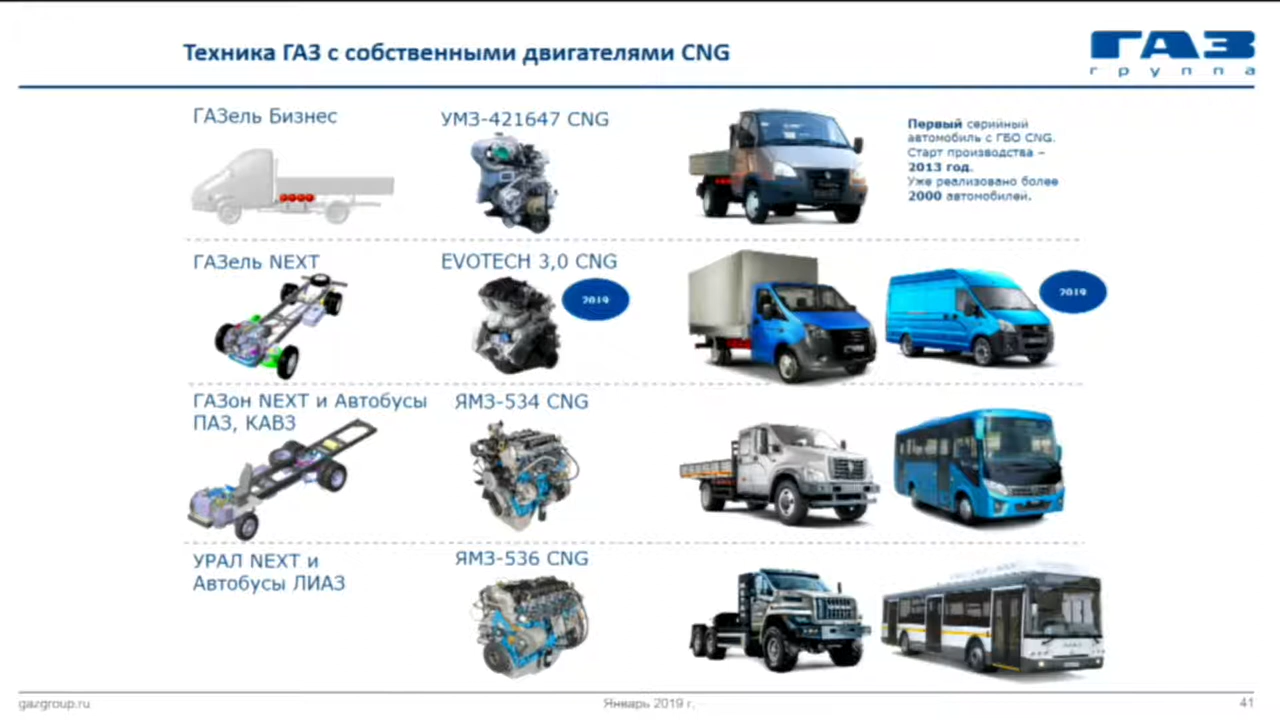 Техника ГАЗ с собственными двигателями CNG
ГАЗ
группа
ГАЗель Бизнес
УМЗ-421647 CNG
Первый серийный
автомобиль с ГБО CNG.
Старт производства –
2013 год.
Уже реализовано более
2000 автомобилей.
ГАЗель NEXT
EVOTECH 3,0 CNG
2019
2019
ГАЗон NEXT и Автобусы
ПАЗ, КАВЗ
ЯМЗ-534 CNG
УРАЛ NEXT и
Автобусы ЛИАЗ
ЯМЗ-536 CNG
gazgroup.ru
Январь 2019 г.
41